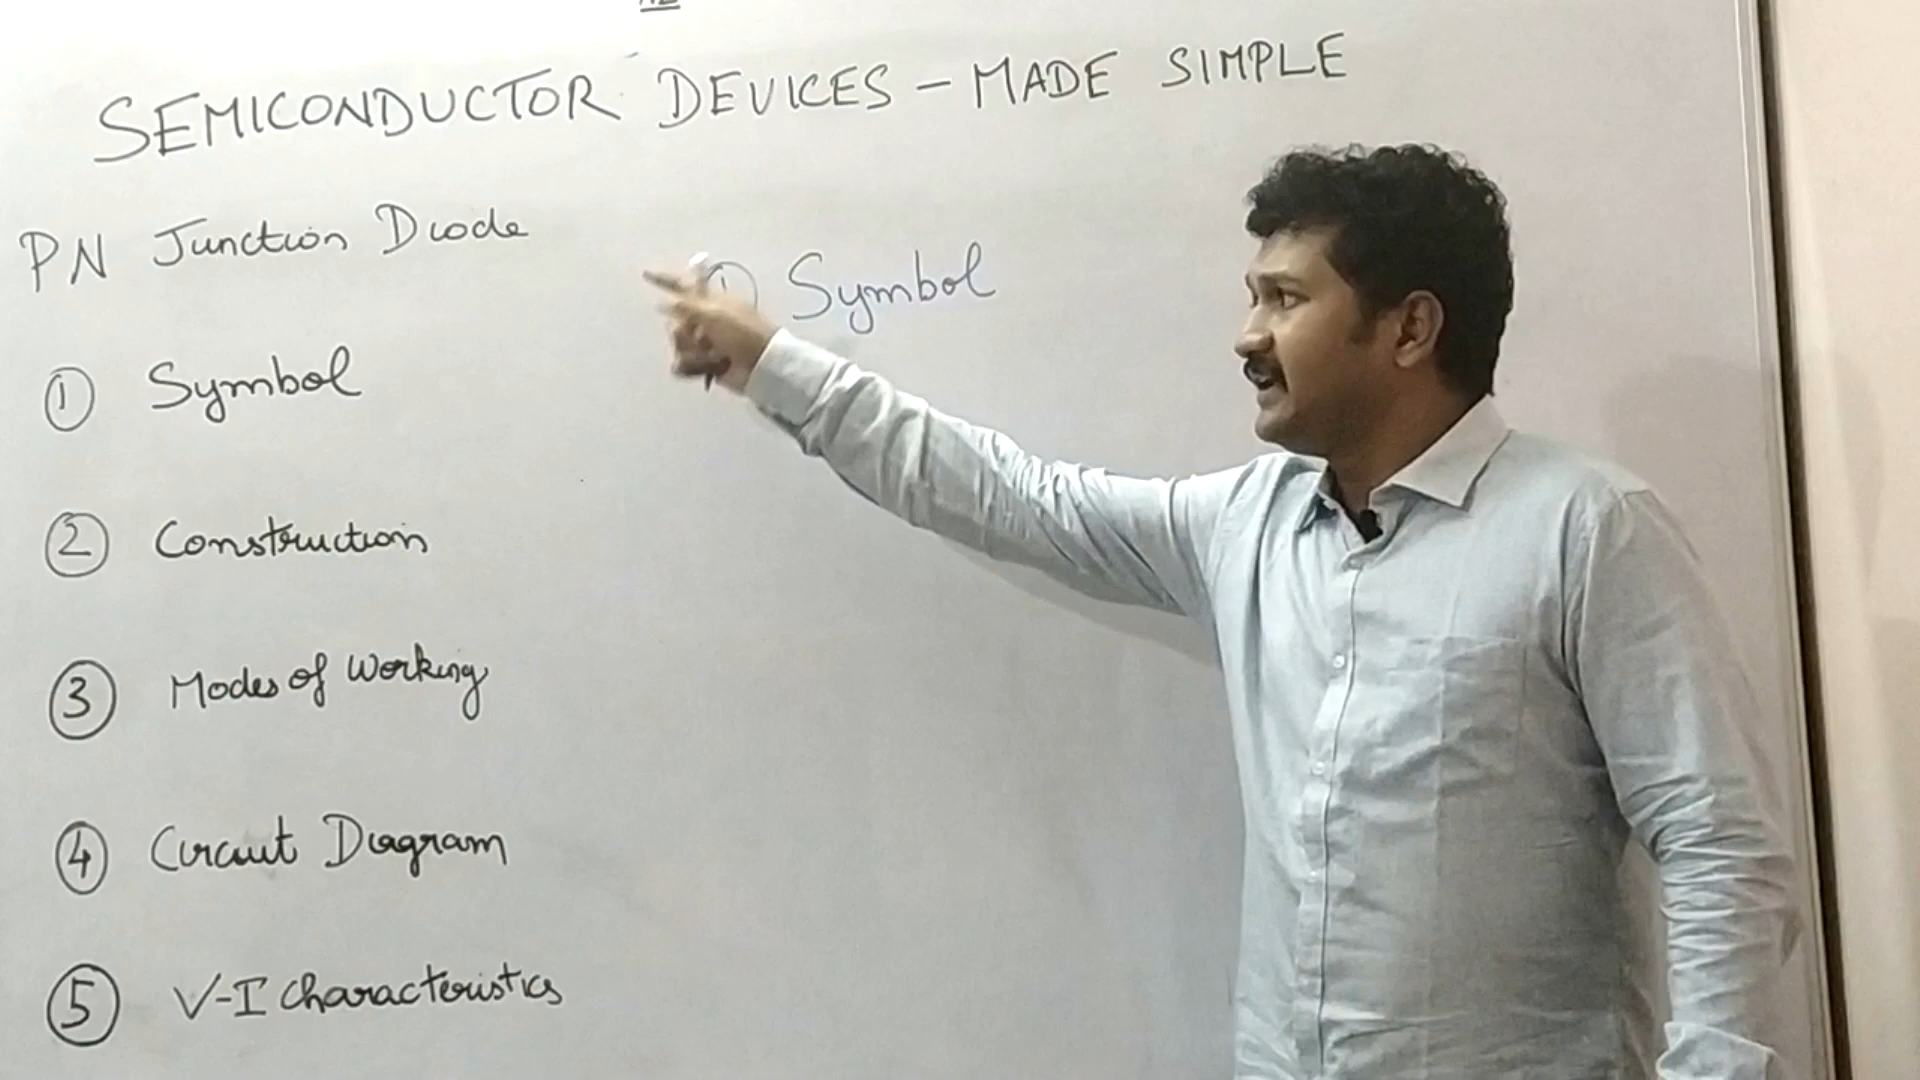 SEMICONDUCTOR DEVICES - MADE SIMPLE
PN Junction Diode
① Symbol
② Construction
③ Modes of Working
④ Circuit Diagram
⑤ V-I Characteristics
① Symbol